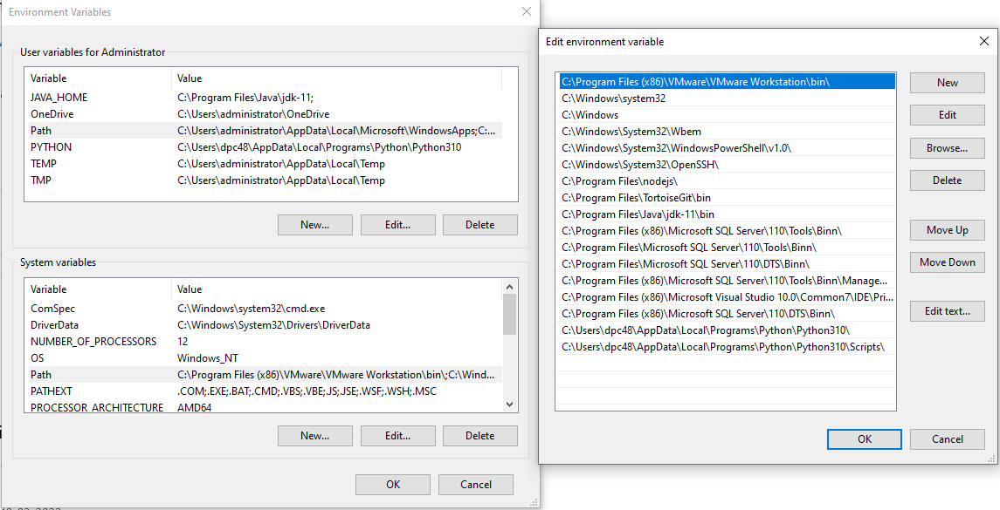 Environment Variables
User variables for Administrator
Variable Value
JAVA_HOME C:\Program Files\Java\jdk-11;
OneDrive C:\Users\administrator\OneDrive
Path C:\Users\administrator\AppData\Local\Microsoft\WindowsApps;C:...
PYTHON C:\Users\dpc48\AppData\Local\Programs\Python\Python310
TEMP C:\Users\administrator\AppData\Local\Temp
TMP C:\Users\administrator\AppData\Local\Temp
New... Edit... Delete
System variables
Variable Value
ComSpec C:\Windows\system32\cmd.exe
DriverData C:\Windows\System32\Drivers\DriverData
NUMBER_OF_PROCESSORS 12
OS Windows_NT
Path C:\Program Files (x86)\VMware\VMware Workstation\bin\;C:\Wind...
PATHEXT .COM;.EXE;.BAT;.CMD;.VBS;.VBE;.JS;.JSE;.WSF;.WSH;.MSC
PROCESSOR_ARCHITECTURE AMD64
New... Edit... Delete
OK Cancel
Edit environment variable
C:\Program Files (x86)\VMware\VMware Workstation\bin\
C:\Windows\system32
C:\Windows
C:\Windows\System32\Wbem
C:\Windows\System32\WindowsPowerShell\v1.0\
C:\Windows\System32\OpenSSH\
C:\Program Files\nodejs\
C:\Program Files\TortoiseGit\bin
C:\Program Files\Java\jdk-11\bin
C:\Program Files (x86)\Microsoft SQL Server\110\Tools\Binn\
C:\Program Files\Microsoft SQL Server\110\Tools\Binn\
C:\Program Files\Microsoft SQL Server\110\DTS\Binn\
C:\Program Files (x86)\Microsoft SQL Server\110\Tools\Binn\Manage...
C:\Program Files (x86)\Microsoft Visual Studio 10.0\Common7\IDE\Pri...
C:\Program Files (x86)\Microsoft SQL Server\110\DTS\Binn\
C:\Users\dpc48\AppData\Local\Programs\Python\Python310\
C:\Users\dpc48\AppData\Local\Programs\Python\Python310\Scripts\
New
Edit
Browse...
Delete
Move Up
Move Down
Edit text...
OK Cancel